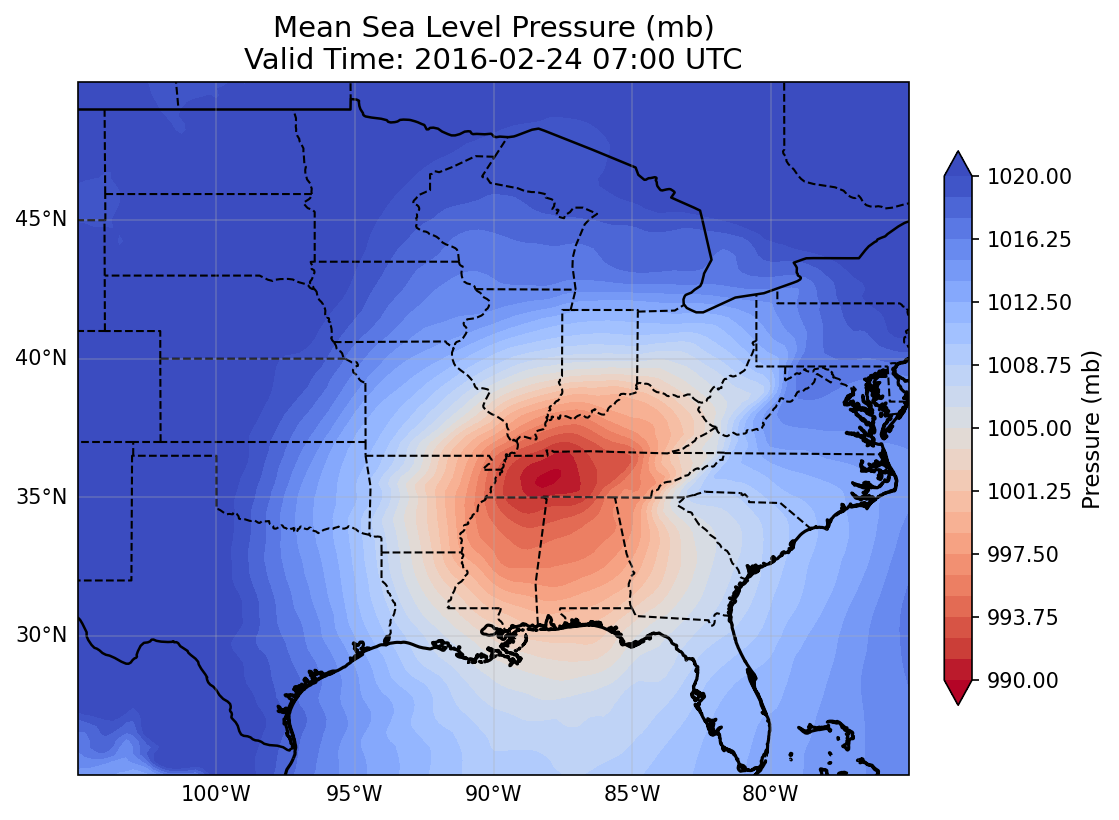 Mean Sea Level Pressure (mb)
Valid Time: 2016-02-24 07:00 UTC
45°N
40°N
35°N
30°N
100°W
95°W
90°W
85°W
80°W
1020.00
1016.25
1012.50
1008.75
1005.00
1001.25
997.50
993.75
990.00
Pressure (mb)